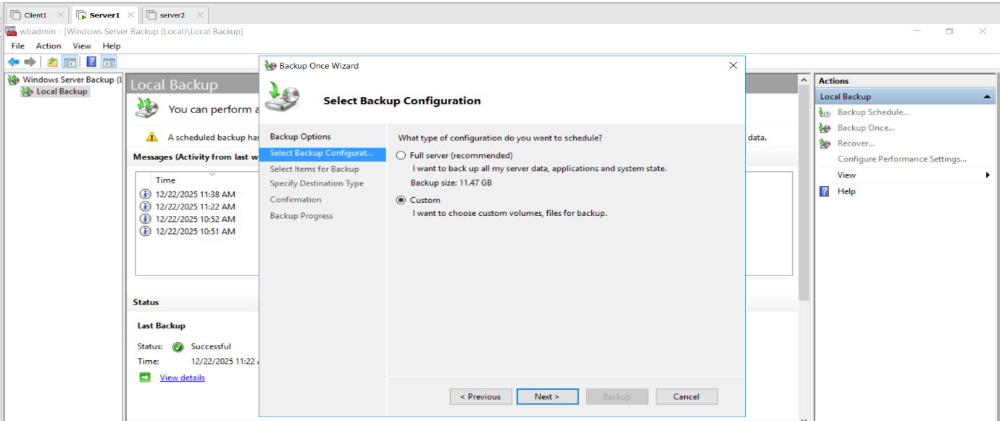 Client1
Server1
server2
wbadmin - [Windows Server Backup (Local)\Local Backup]
File Action View Help
Windows Server Backup (L
Local Backup
Local Backup
You can perform a
A scheduled backup has
data.
Messages (Activity from last w
Time
12/22/2025 11:38 AM
12/22/2025 11:22 AM
12/22/2025 10:52 AM
12/22/2025 10:51 AM
Status
Last Backup
Status: Successful
Time: 12/22/2025 11:22
View details
Backup Once Wizard
Select Backup Configuration
Backup Options
Select Backup Configurat...
Select Items for Backup
Specify Destination Type
Confirmation
Backup Progress
What type of configuration do you want to schedule?
Full server (recommended)
I want to back up all my server data, applications and system state.
Backup size: 11.47 GB
Custom
I want to choose custom volumes, files for backup.
< Previous
Next >
Backup
Cancel
Actions
Local Backup
Backup Schedule...
Backup Once...
Recover...
Configure Performance Settings...
View
Help